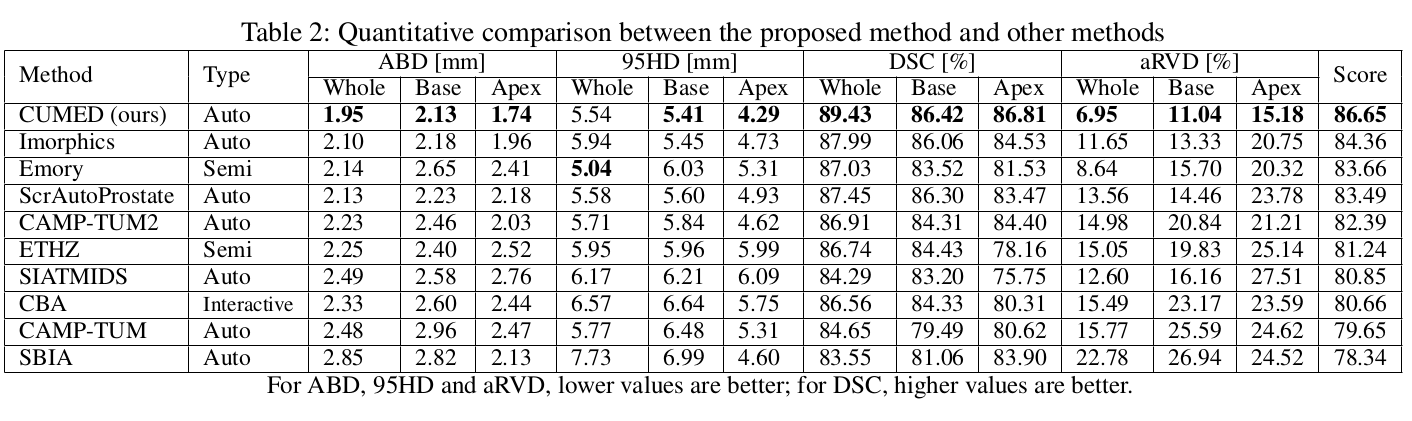 Table 2: Quantitative comparison between the proposed method and other methods
Method Type ABD [mm] 95HD [mm] DSC [%] aRVD [%] Score
Whole Base Apex Whole Base Apex Whole Base Apex Whole Base Apex
CUMED (ours) Auto 1.95 2.13 1.74 5.54 5.41 4.29 89.43 86.42 86.81 6.95 11.04 15.18 86.65
Imorphics Auto 2.10 2.18 1.96 5.94 5.45 4.73 87.99 86.06 84.53 11.65 13.33 20.75 84.36
Emory Semi 2.14 2.65 2.41 5.04 6.03 5.31 87.03 83.52 81.53 8.64 15.70 20.32 83.66
ScrAutoProstate Auto 2.13 2.23 2.18 5.58 5.60 4.93 87.45 86.30 83.47 13.56 14.46 23.78 83.49
CAMP-TUM2 Auto 2.23 2.46 2.03 5.71 5.84 4.62 86.91 84.31 84.40 14.98 20.84 21.21 82.39
ETHZ Semi 2.25 2.40 2.52 5.95 5.96 5.99 86.74 84.43 78.16 15.05 19.83 25.14 81.24
SIATMIDS Auto 2.49 2.58 2.76 6.17 6.21 6.09 84.29 83.20 75.75 12.60 16.16 27.51 80.85
CBA Interactive 2.33 2.60 2.44 6.57 6.64 5.75 86.56 84.33 80.31 15.49 23.17 23.59 80.66
CAMP-TUM Auto 2.48 2.96 2.47 5.77 6.48 5.31 84.65 79.49 80.62 15.77 25.59 24.62 79.65
SBIA Auto 2.85 2.82 2.13 7.73 6.99 4.60 83.55 81.06 83.90 22.78 26.94 24.52 78.34
For ABD, 95HD and aRVD, lower values are better; for DSC, higher values are better.